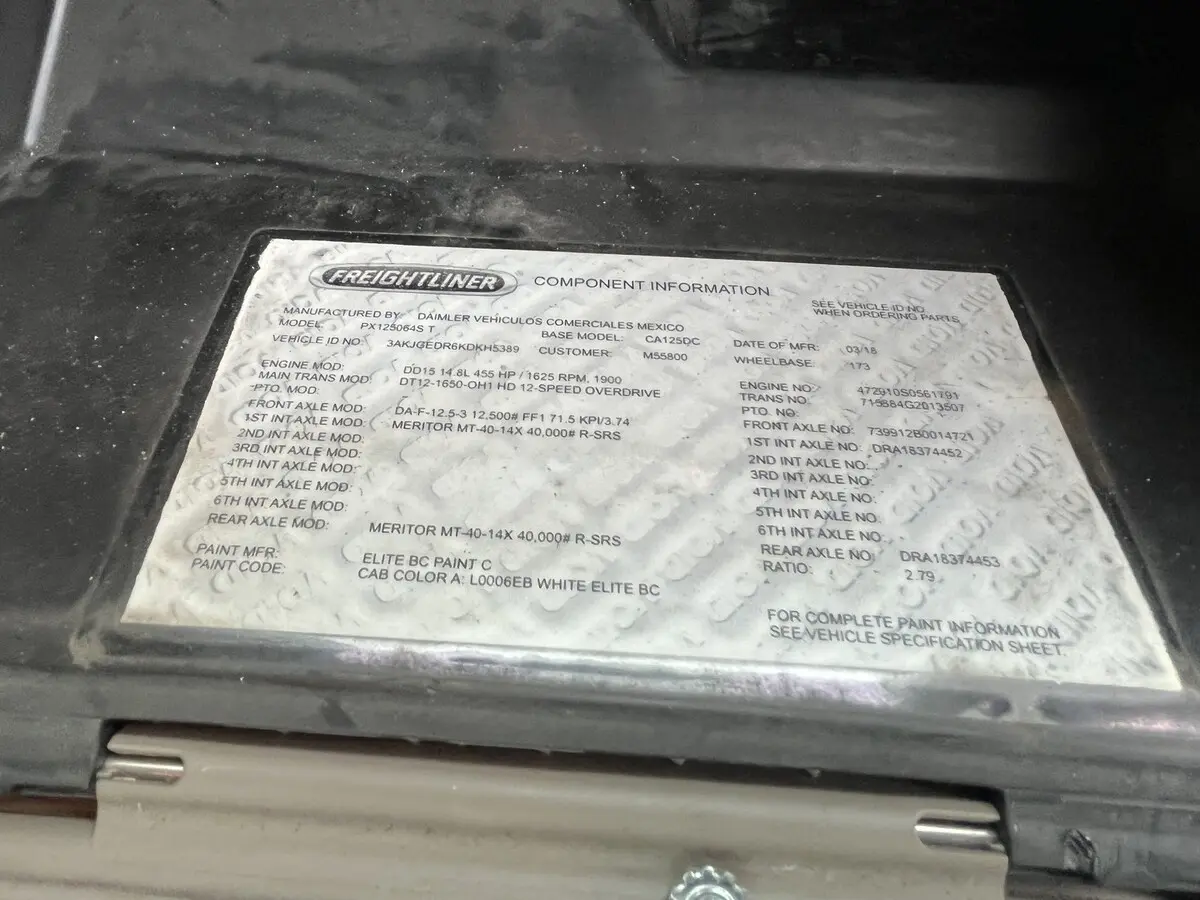 FREIGHTLINER COMPONENT INFORMATION
SEE VEHICLE ID NO.
WHEN ORDERING PARTS
MANUFACTURED BY: DAIMLER VEHICULOS COMERCIALES MEXICO
MODEL: PX125064S T BASE MODEL: CA125DC DATE OF MFR: 03/18
VEHICLE ID NO: 3AKJGEDR6KDKH5389 CUSTOMER: M55800 WHEELBASE: 173
ENGINE MOD: DD15 14.8L 455 HP / 1625 RPM, 1900 ENGINE NO: 472910S0561791
MAIN TRANS MOD: DT12-1650-OH1 HD 12-SPEED OVERDRIVE TRANS NO: 715884G2013507
PTO. MOD: PTO. NO:
FRONT AXLE MOD: DA-F-12.5-3 12,500# FF1 71.5 KPI/3.74 FRONT AXLE NO: 739912B0014721
1ST INT AXLE MOD: MERITOR MT-40-14X 40,000# R-SRS 1ST INT AXLE NO: DRA18374452
2ND INT AXLE MOD: 2ND INT AXLE NO:
3RD INT AXLE MOD: 3RD INT AXLE NO:
4TH INT AXLE MOD: 4TH INT AXLE NO:
5TH INT AXLE MOD: 5TH INT AXLE NO:
6TH INT AXLE MOD: 6TH INT AXLE NO:
REAR AXLE MOD: MERITOR MT-40-14X 40,000# R-SRS REAR AXLE NO: DRA18374453
RATIO: 2.79
PAINT MFR: ELITE BC PAINT C
PAINT CODE: CAB COLOR A: L0006EB WHITE ELITE BC
FOR COMPLETE PAINT INFORMATION
SEE VEHICLE SPECIFICATION SHEET.